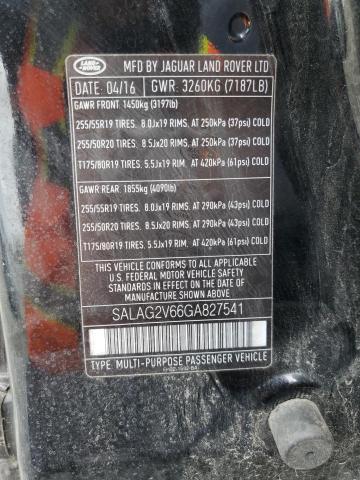 LAND ROVER
MFD BY JAGUAR LAND ROVER LTD
DATE: 04/16 GWR: 3260KG (7187LB)
GAWR FRONT: 1450kg (3197lb)
255/55R19 TIRES. 8.0Jx19 RIMS. AT 250kPa (37psi) COLD
255/50R20 TIRES. 8.5Jx20 RIMS. AT 250kPa (37psi) COLD
T175/80R19 TIRES. 5.5Jx19 RIM. AT 420kPa (61psi) COLD
GAWR REAR: 1855kg (4090lb)
255/55R19 TIRES. 8.0Jx19 RIMS. AT 290kPa (43psi) COLD
255/50R20 TIRES. 8.5Jx20 RIMS. AT 290kPa (43psi) COLD
T175/80R19 TIRES. 5.5Jx19 RIM. AT 420kPa (61psi) COLD
THIS VEHICLE CONFORMS TO ALL APPLICABLE
U.S. FEDERAL MOTOR VEHICLE SAFETY
STANDARDS IN EFFECT ON THE DATE OF
MANUFACTURE SHOWN ABOVE.
SALAG2V66GA827541
TYPE: MULTI-PURPOSE PASSENGER VEHICLE